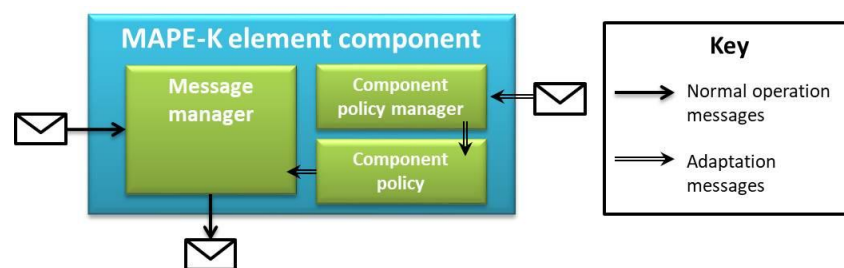 MAPE-K element component
Message
manager
Component
policy manager
Component
policy
Key
Normal operation
messages
Adaptation
messages